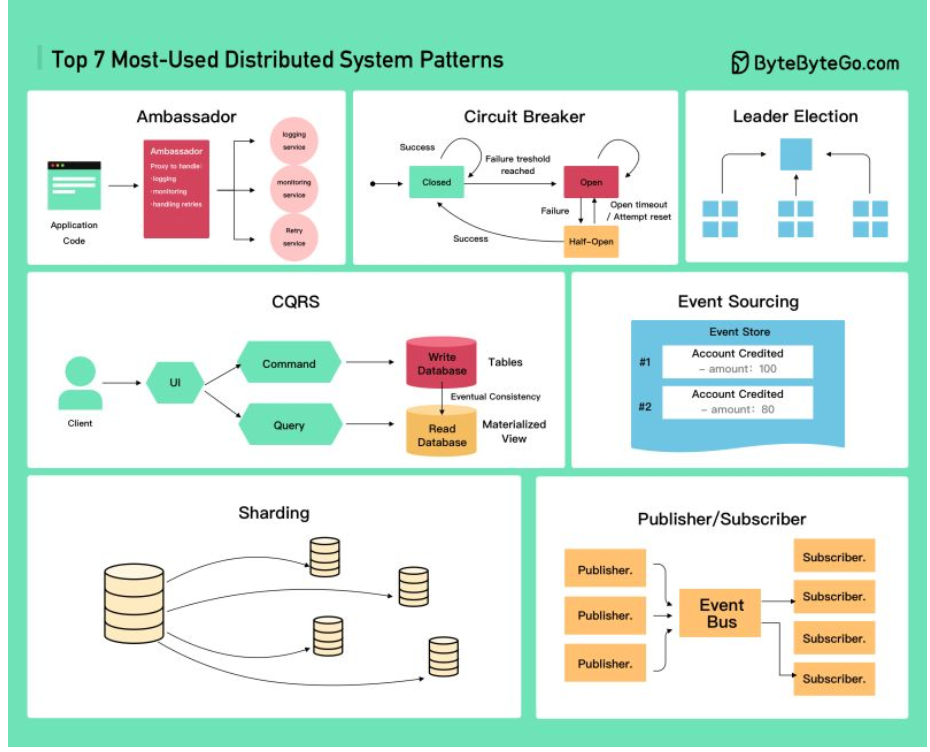 Top 7 Most-Used Distributed System Patterns
ByteByteGo.com
Ambassador
Application
Code
Ambassador
Proxy to handle:
·logging
·monitoring
·handling retries
logging
service
monitoring
service
Retry
service
Circuit Breaker
Success
Closed
Failure treshold
reached
Open
Failure
Open timeout
/ Attempt reset
Success
Half-Open
Leader Election
CQRS
Client
UI
Command
Query
Write
Database
Tables
Eventual Consistency
Read
Database
Materialized
View
Event Sourcing
Event Store
#1
Account Credited
- amount: 100
#2
Account Credited
- amount: 80
Sharding
Publisher/Subscriber
Publisher.
Publisher.
Publisher.
Event
Bus
Subscriber.
Subscriber.
Subscriber.
Subscriber.